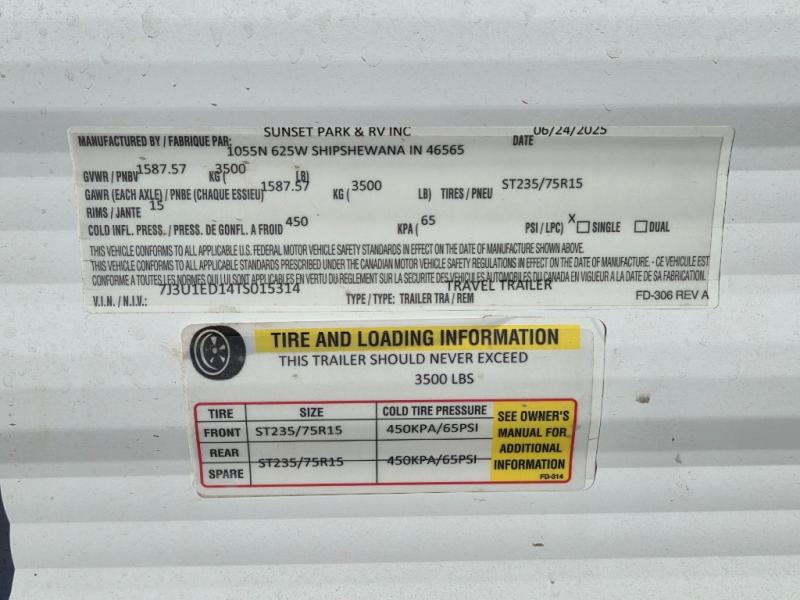 MANUFACTURED BY / FABRIQUE PAR: SUNSET PARK & RV INC DATE 06/24/2025
1055N 625W SHIPSHEWANA IN 46565
GVWR / PNBV 1587.57 KG ( 3500 LB)
GAWR (EACH AXLE) / PNBE (CHAQUE ESSIEU) 1587.57 KG ( 3500 LB) TIRES / PNEU ST235/75R15
RIMS / JANTE 15
COLD INFL. PRESS./ PRESS. DE GONFL. A FROID 450 KPA ( 65 PSI / LPC) X SINGLE DUAL
THIS VEHICLE CONFORMS TO ALL APPLICABLE U.S. FEDERAL MOTOR VEHICLE SAFETY STANDARDS IN EFFECT ON THE DATE OF MANUFACTURE SHOWN ABOVE.
THIS VEHICLE CONFORMS TO ALL APPLICABLE STANDARDS PRESCRIBED UNDER THE CANADIAN MOTOR VEHICLE SAFETY REGULATIONS IN EFFECT ON THE DATE OF MANUFACTURE. - CE VEHICULE EST
CONFORME A TOUTES LES NORMES QUI LUI SONT APPLICABLES EN VERTU DU REGLEMENT SUR LA SECURITE DES VEHICULES AUTOMOBILES DU CANADA EN VIGUEUR A LA DATE DE SA FABRICATION.
V.I.N. / N.I.V.: 7J3U1ED14TS015314 TYPE / TYPE: TRAILER TRA / REM TRAVEL TRAILER FD-306 REV A
TIRE AND LOADING INFORMATION
THIS TRAILER SHOULD NEVER EXCEED
3500 LBS
TIRE SIZE COLD TIRE PRESSURE
FRONT ST235/75R15 450KPA/65PSI
REAR
SPARE ST235/75R15 450KPA/65PSI
SEE OWNER'S
MANUAL FOR
ADDITIONAL
INFORMATION
FD-314